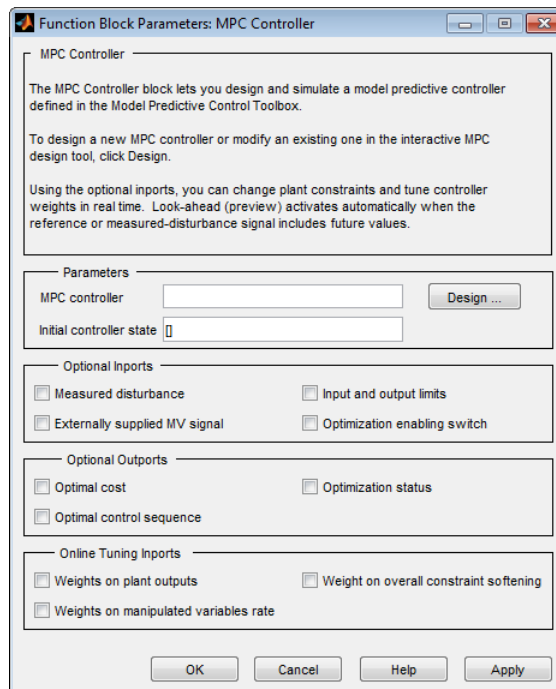 Function Block Parameters: MPC Controller
MPC Controller
The MPC Controller block lets you design and simulate a model predictive controller
defined in the Model Predictive Control Toolbox.
To design a new MPC controller or modify an existing one in the interactive MPC
design tool, click Design.
Using the optional inports, you can change plant constraints and tune controller
weights in real time.  Look-ahead (preview) activates automatically when the
reference or measured-disturbance signal includes future values.
Parameters
MPC controller
Design ...
Initial controller state []
Optional Inports
Measured disturbance
Input and output limits
Externally supplied MV signal
Optimization enabling switch
Optional Outports
Optimal cost
Optimization status
Optimal control sequence
Online Tuning Inports
Weights on plant outputs
Weight on overall constraint softening
Weights on manipulated variables rate
OK
Cancel
Help
Apply